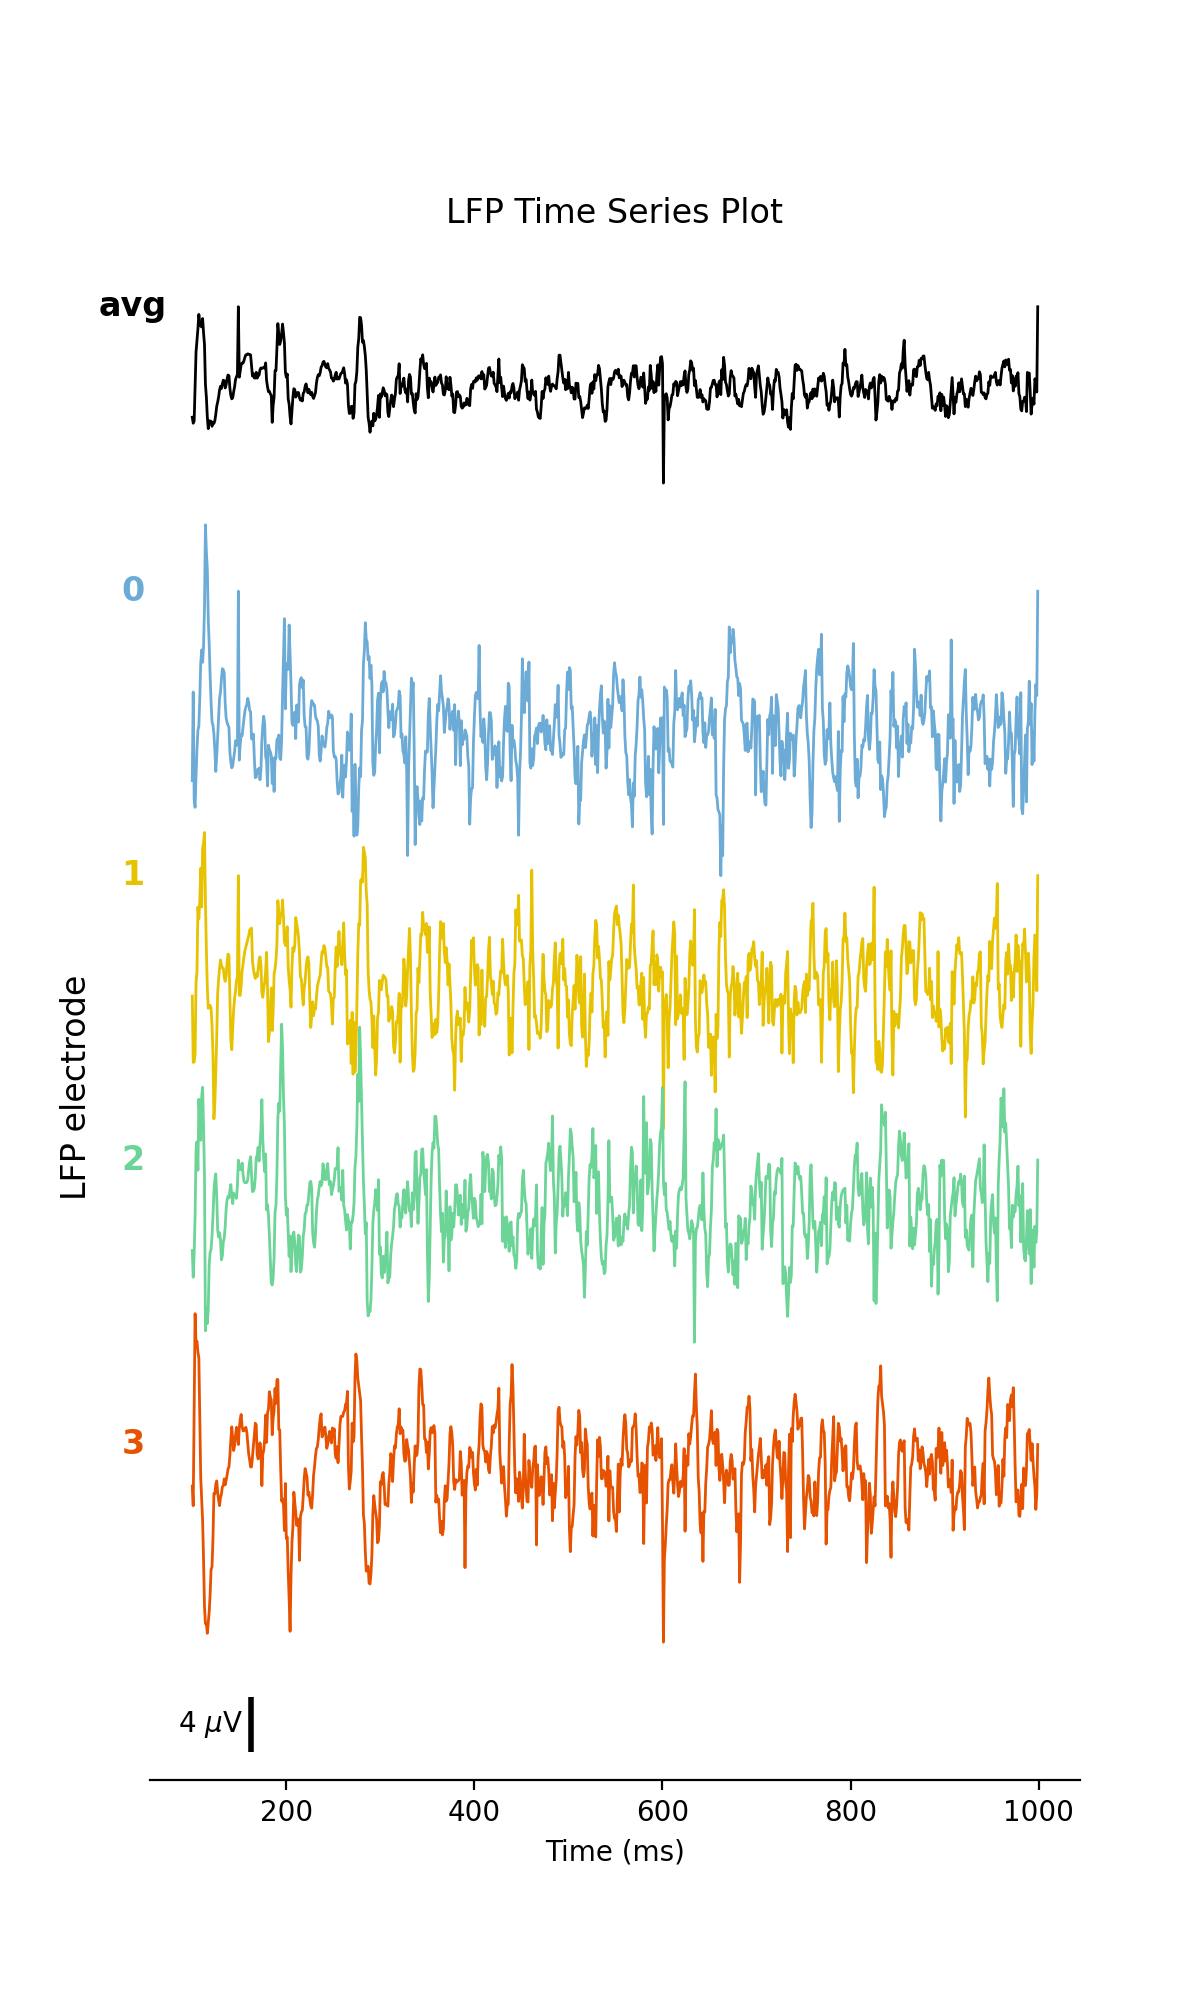 LFP Time Series Plot
avg
0
1
2
3
LFP electrode
4 μV
200 400 600 800 1000
Time (ms)